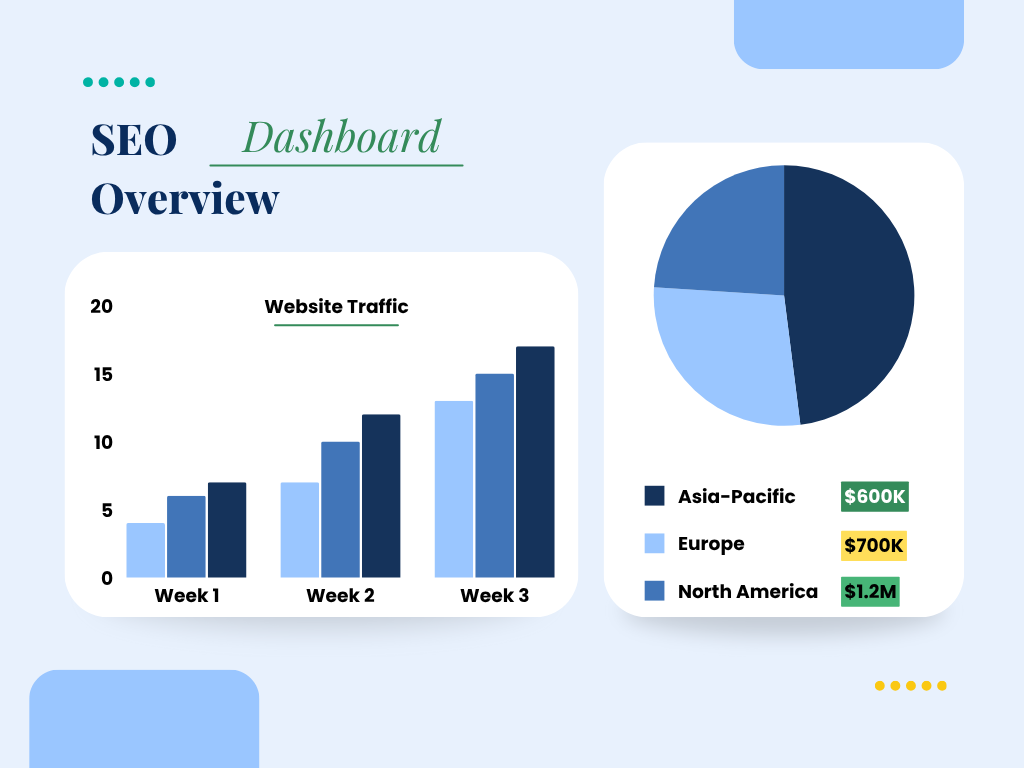 SEO Dashboard
Overview
Website Traffic
20
15
10
5
0
Week 1 Week 2 Week 3
Asia-Pacific $600K
Europe $700K
North America $1.2M